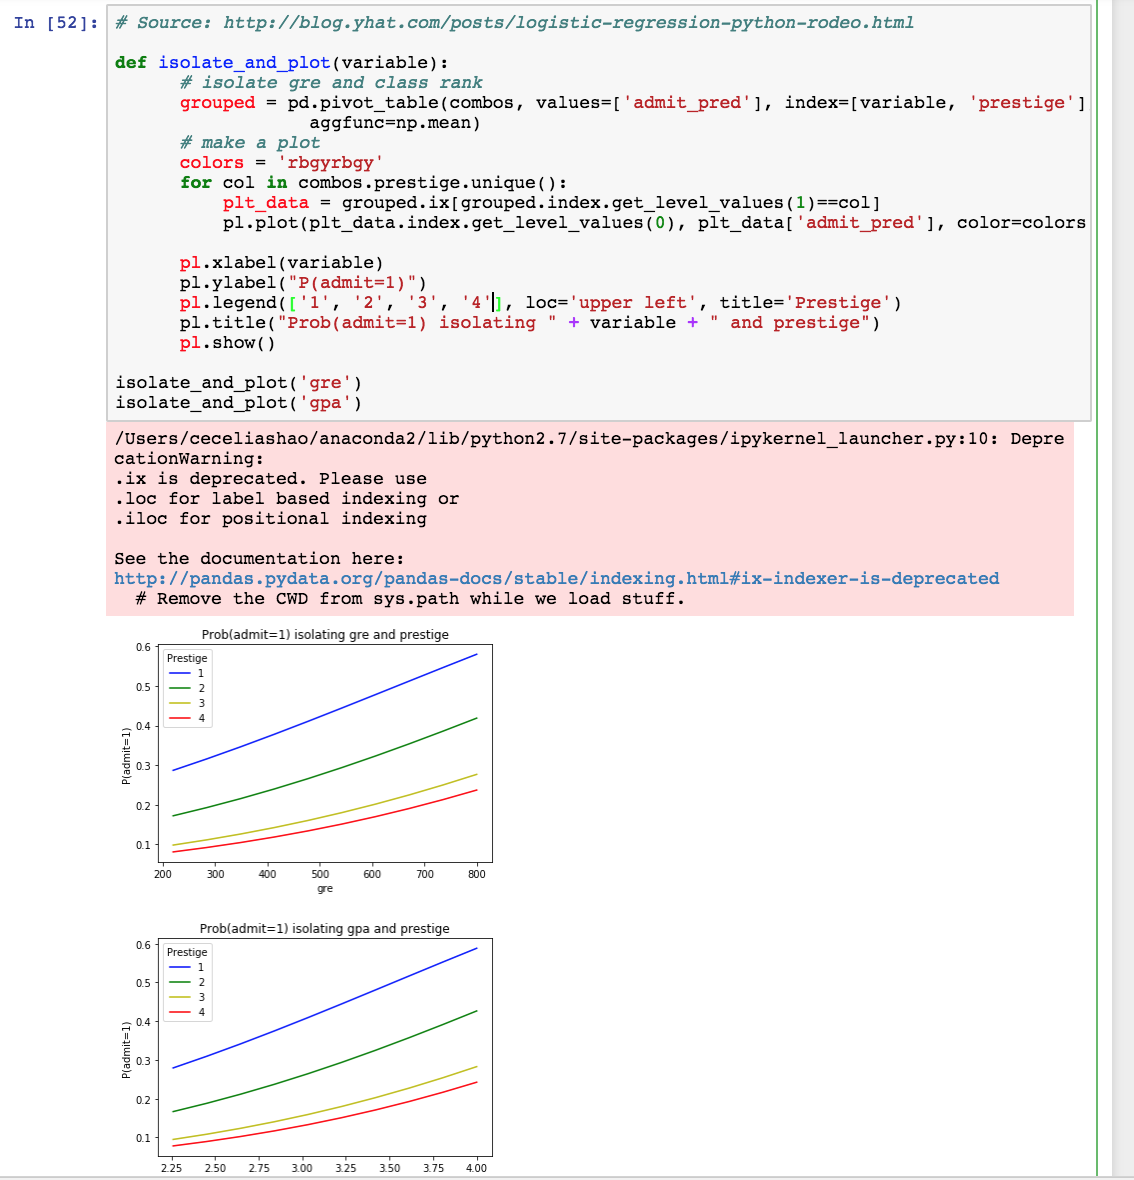 In [52]:
# Source: http://blog.yhat.com/posts/logistic-regression-python-rodeo.html
def isolate_and_plot(variable):
# isolate gre and class rank
grouped = pd.pivot_table(combos, values=['admit_pred'], index=[variable, 'prestige']
aggfunc=np.mean)
# make a plot
colors = 'rbgyrbgy'
for col in combos.prestige.unique():
plt_data = grouped.ix[grouped.index.get_level_values(1)==col]
pl.plot(plt_data.index.get_level_values(0), plt_data['admit_pred'], color=colors
pl.xlabel(variable)
pl.ylabel("P(admit=1)")
pl.legend(['1', '2', '3', '4'], loc='upper left', title='Prestige')
pl.title("Prob(admit=1) isolating " + variable + " and prestige")
pl.show()
isolate_and_plot('gre')
isolate_and_plot('gpa')
/Users/ceceliashao/anaconda2/lib/python2.7/site-packages/ipykernel_launcher.py:10: Depre
cationWarning:
.ix is deprecated. Please use
.loc for label based indexing or
.iloc for positional indexing
See the documentation here:
http://pandas.pydata.org/pandas-docs/stable/indexing.html#ix-indexer-is-deprecated
# Remove the CWD from sys.path while we load stuff.
Prob(admit=1) isolating gre and prestige
Prestige
1
2
3
4
P(admit=1)
0.6
0.5
0.4
0.3
0.2
0.1
200 300 400 500 600 700 800
gre
Prob(admit=1) isolating gpa and prestige
Prestige
1
2
3
4
P(admit=1)
0.6
0.5
0.4
0.3
0.2
0.1
2.25 2.50 2.75 3.00 3.25 3.50 3.75 4.00